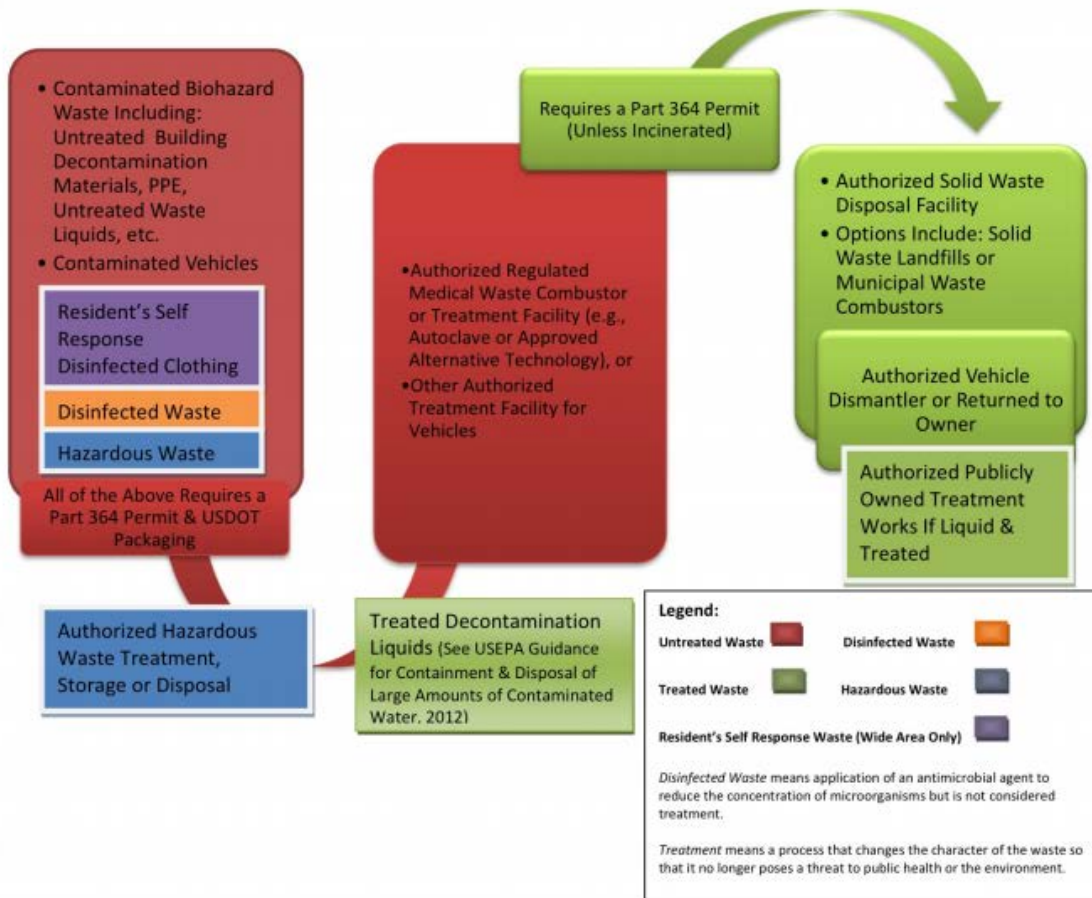 • Contaminated Biohazard
Waste Including:
Untreated Building
Decontamination
Materials, PPE,
Untreated Waste
Liquids, etc.
• Contaminated Vehicles
Resident's Self
Response
Disinfected Clothing
Disinfected Waste
Hazardous Waste
All of the Above Requires a
Part 364 Permit & USDOT
Packaging
Authorized Hazardous
Waste Treatment,
Storage or Disposal
Treated Decontamination
Liquids (See USEPA Guidance
for Containment & Disposal of
Large Amounts of Contaminated
Water, 2012)
•Authorized Regulated
Medical Waste Combustor
or Treatment Facility (e.g.,
Autoclave or Approved
Alternative Technology), or
•Other Authorized
Treatment Facility for
Vehicles
Requires a Part 364 Permit
(Unless Incinerated)
• Authorized Solid Waste
Disposal Facility
• Options Include: Solid
Waste Landfills or
Municipal Waste
Combustors
Authorized Vehicle
Dismantler or Returned to
Owner
Authorized Publicly
Owned Treatment
Works If Liquid &
Treated
Legend:
Untreated Waste
Disinfected Waste
Treated Waste
Hazardous Waste
Resident's Self Response Waste (Wide Area Only)
Disinfected Waste means application of an antimicrobial agent to
reduce the concentration of microorganisms but is not considered
treatment.
Treatment means a process that changes the character of the waste so
that it no longer poses a threat to public health or the environment.